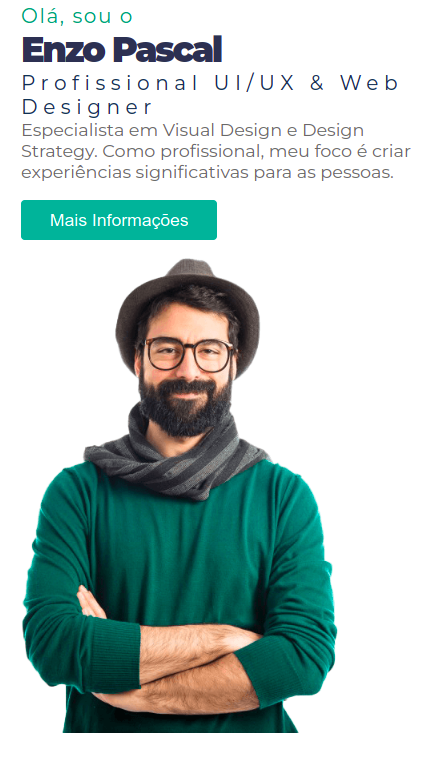 Olá, sou o
Enzo Pascal
Profissional UI/UX & Web
Designer
Especialista em Visual Design e Design
Strategy. Como profissional, meu foco é criar
experiências significativas para as pessoas.
Mais Informações